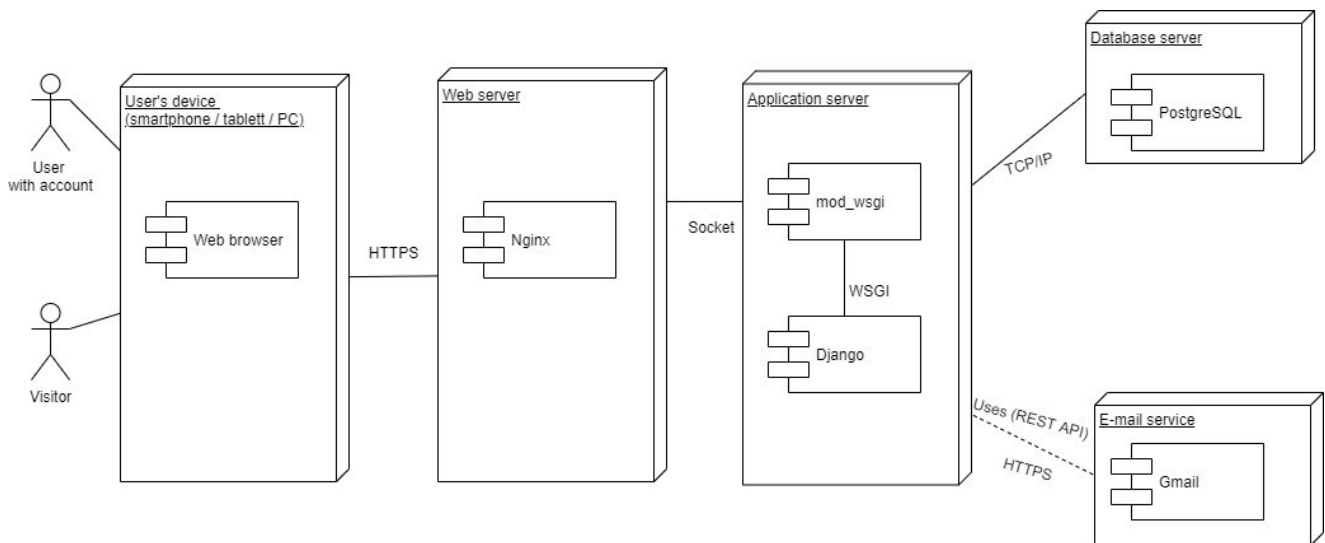 User
with account
Visitor
User's device
(smartphone / tablett / PC)
Web browser
HTTPS
Web server
Nginx
Socket
Application server
mod_wsgi
WSGI
Django
TCP/IP
Database server
PostgreSQL
Uses (REST API)
HTTPS
E-mail service
Gmail